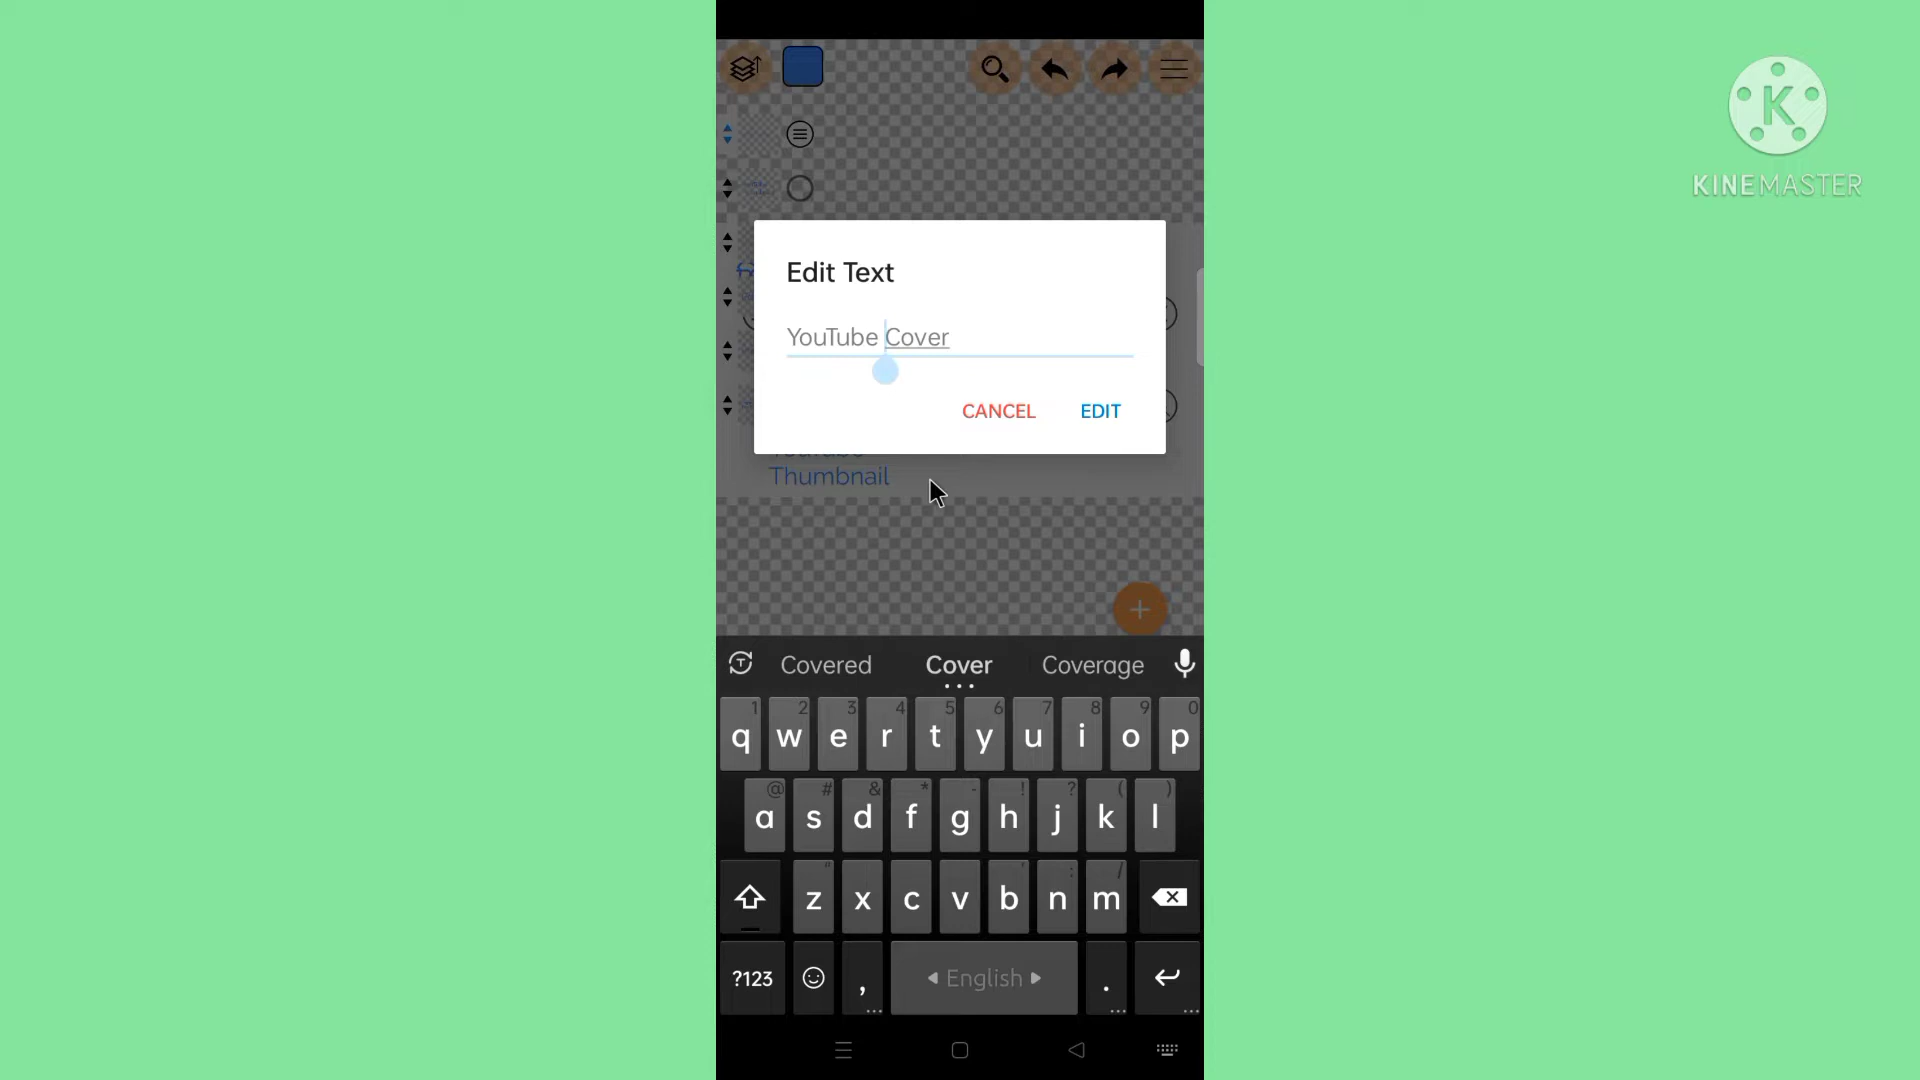 K
KINEMASTER
Edit Text
YouTube Cover
CANCEL EDIT
Thumbnail
Covered Cover Coverage
1 2 3 4 5 6 7 8 9 0
q w e r t y u i o p
@ # & * - ! ? ( )
a s d f g h j k l
" ' : /
z x c v b n m
?123 , English .